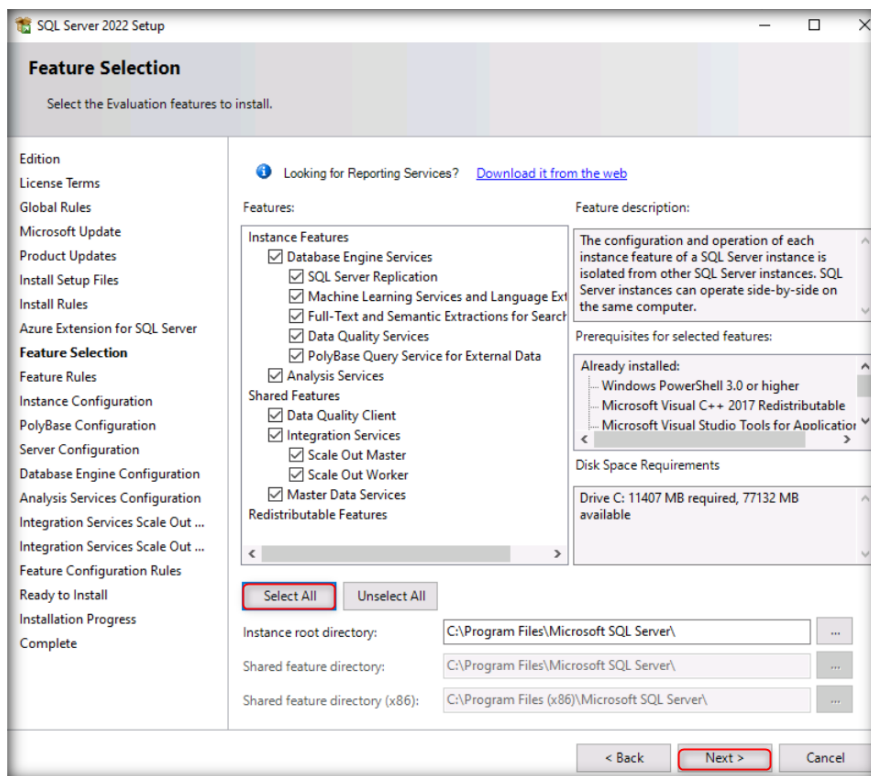 SQL Server 2022 Setup
Feature Selection
Select the Evaluation features to install.
Edition
License Terms
Global Rules
Microsoft Update
Product Updates
Install Setup Files
Install Rules
Azure Extension for SQL Server
Feature Selection
Feature Rules
Instance Configuration
PolyBase Configuration
Server Configuration
Database Engine Configuration
Analysis Services Configuration
Integration Services Scale Out ...
Integration Services Scale Out ...
Feature Configuration Rules
Ready to Install
Installation Progress
Complete
Looking for Reporting Services? Download it from the web
Features:
Instance Features
Database Engine Services
SQL Server Replication
Machine Learning Services and Language Ext
Full-Text and Semantic Extractions for Search
Data Quality Services
PolyBase Query Service for External Data
Analysis Services
Shared Features
Data Quality Client
Integration Services
Scale Out Master
Scale Out Worker
Master Data Services
Redistributable Features
Feature description:
The configuration and operation of each
instance feature of a SQL Server instance is
isolated from other SQL Server instances. SQL
Server instances can operate side-by-side on
the same computer.
Prerequisites for selected features:
Already installed:
Windows PowerShell 3.0 or higher
Microsoft Visual C++ 2017 Redistributable
Microsoft Visual Studio Tools for Application
Disk Space Requirements
Drive C: 11407 MB required, 77132 MB
available
Select All
Unselect All
Instance root directory: C:\Program Files\Microsoft SQL Server\ ...
Shared feature directory: C:\Program Files\Microsoft SQL Server\ ...
Shared feature directory (x86): C:\Program Files (x86)\Microsoft SQL Server\ ...
< Back
Next >
Cancel